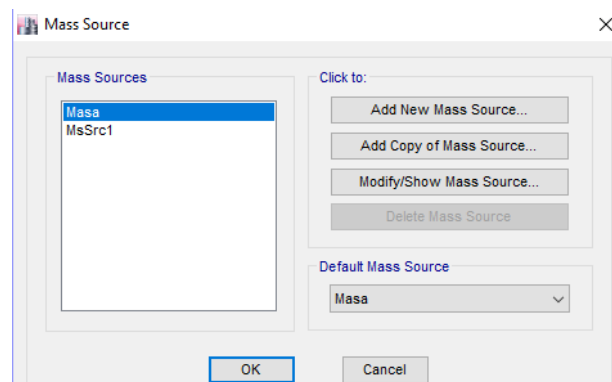 Mass Source
Mass Sources
Masa
MsSrc1
Click to:
Add New Mass Source...
Add Copy of Mass Source...
Modify/Show Mass Source...
Delete Mass Source
Default Mass Source
Masa
OK
Cancel